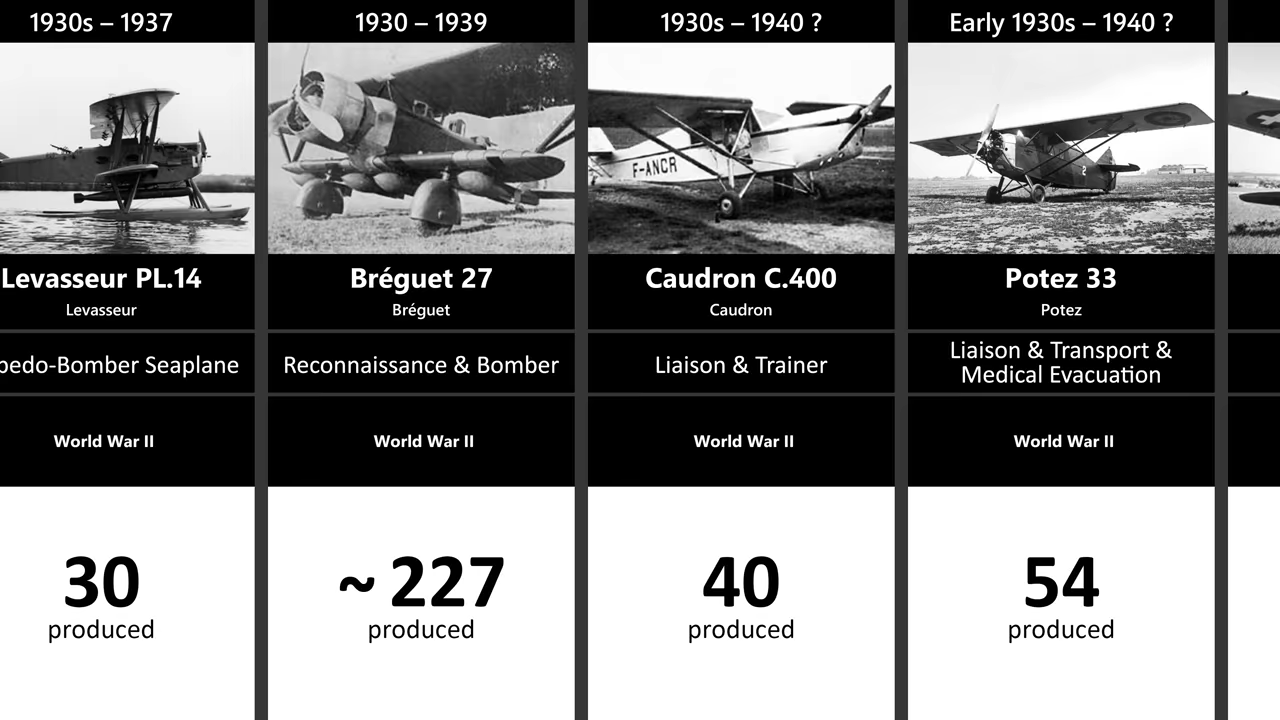 1930s – 1937
Levasseur PL.14
Levasseur
pedo-Bomber Seaplane
World War II
30
produced
1930 – 1939
Bréguet 27
Bréguet
Reconnaissance & Bomber
World War II
~ 227
produced
1930s – 1940 ?
F-ANCR
Caudron C.400
Caudron
Liaison & Trainer
World War II
40
produced
Early 1930s – 1940 ?
2
Potez 33
Potez
Liaison & Transport &
Medical Evacuation
World War II
54
produced